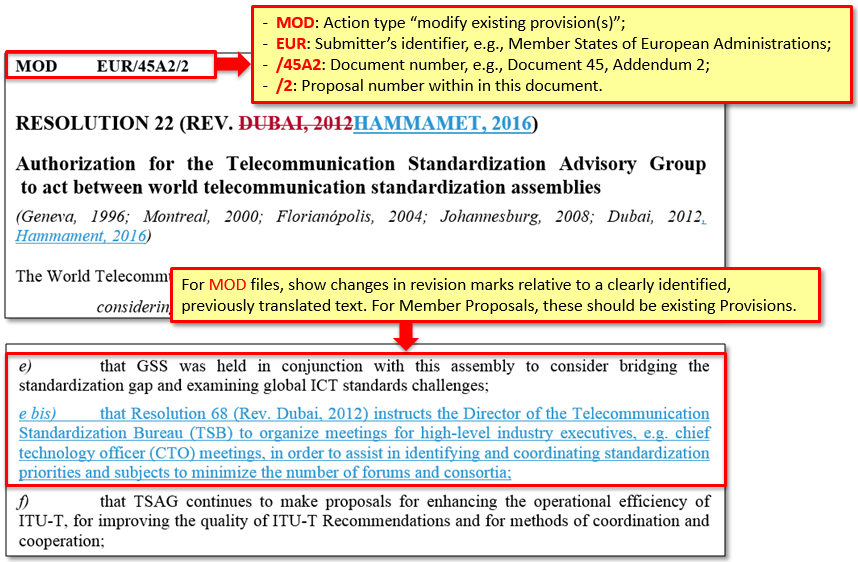 - MOD: Action type “modify existing provision(s)”;
- EUR: Submitter’s identifier, e.g., Member States of European Administrations;
- /45A2: Document number, e.g., Document 45, Addendum 2;
- /2: Proposal number within in this document.
MOD EUR/45A2/2
RESOLUTION 22 (REV. DUBAI, 2012HAMMAMET, 2016)
Authorization for the Telecommunication Standardization Advisory Group
to act between world telecommunication standardization assemblies
(Geneva, 1996; Montreal, 2000; Florianópolis, 2004; Johannesburg, 2008; Dubai, 2012,
Hammament, 2016)
The World Telecommu
considering
For MOD files, show changes in revision marks relative to a clearly identified,
previously translated text. For Member Proposals, these should be existing Provisions.
e) that GSS was held in conjunction with this assembly to consider bridging the
standardization gap and examining global ICT standards challenges;
e bis) that Resolution 68 (Rev. Dubai, 2012) instructs the Director of the Telecommunication
Standardization Bureau (TSB) to organize meetings for high-level industry executives, e.g. chief
technology officer (CTO) meetings, in order to assist in identifying and coordinating standardization
priorities and subjects to minimize the number of forums and consortia;
f) that TSAG continues to make proposals for enhancing the operational efficiency of
ITU-T, for improving the quality of ITU-T Recommendations and for methods of coordination and
cooperation;